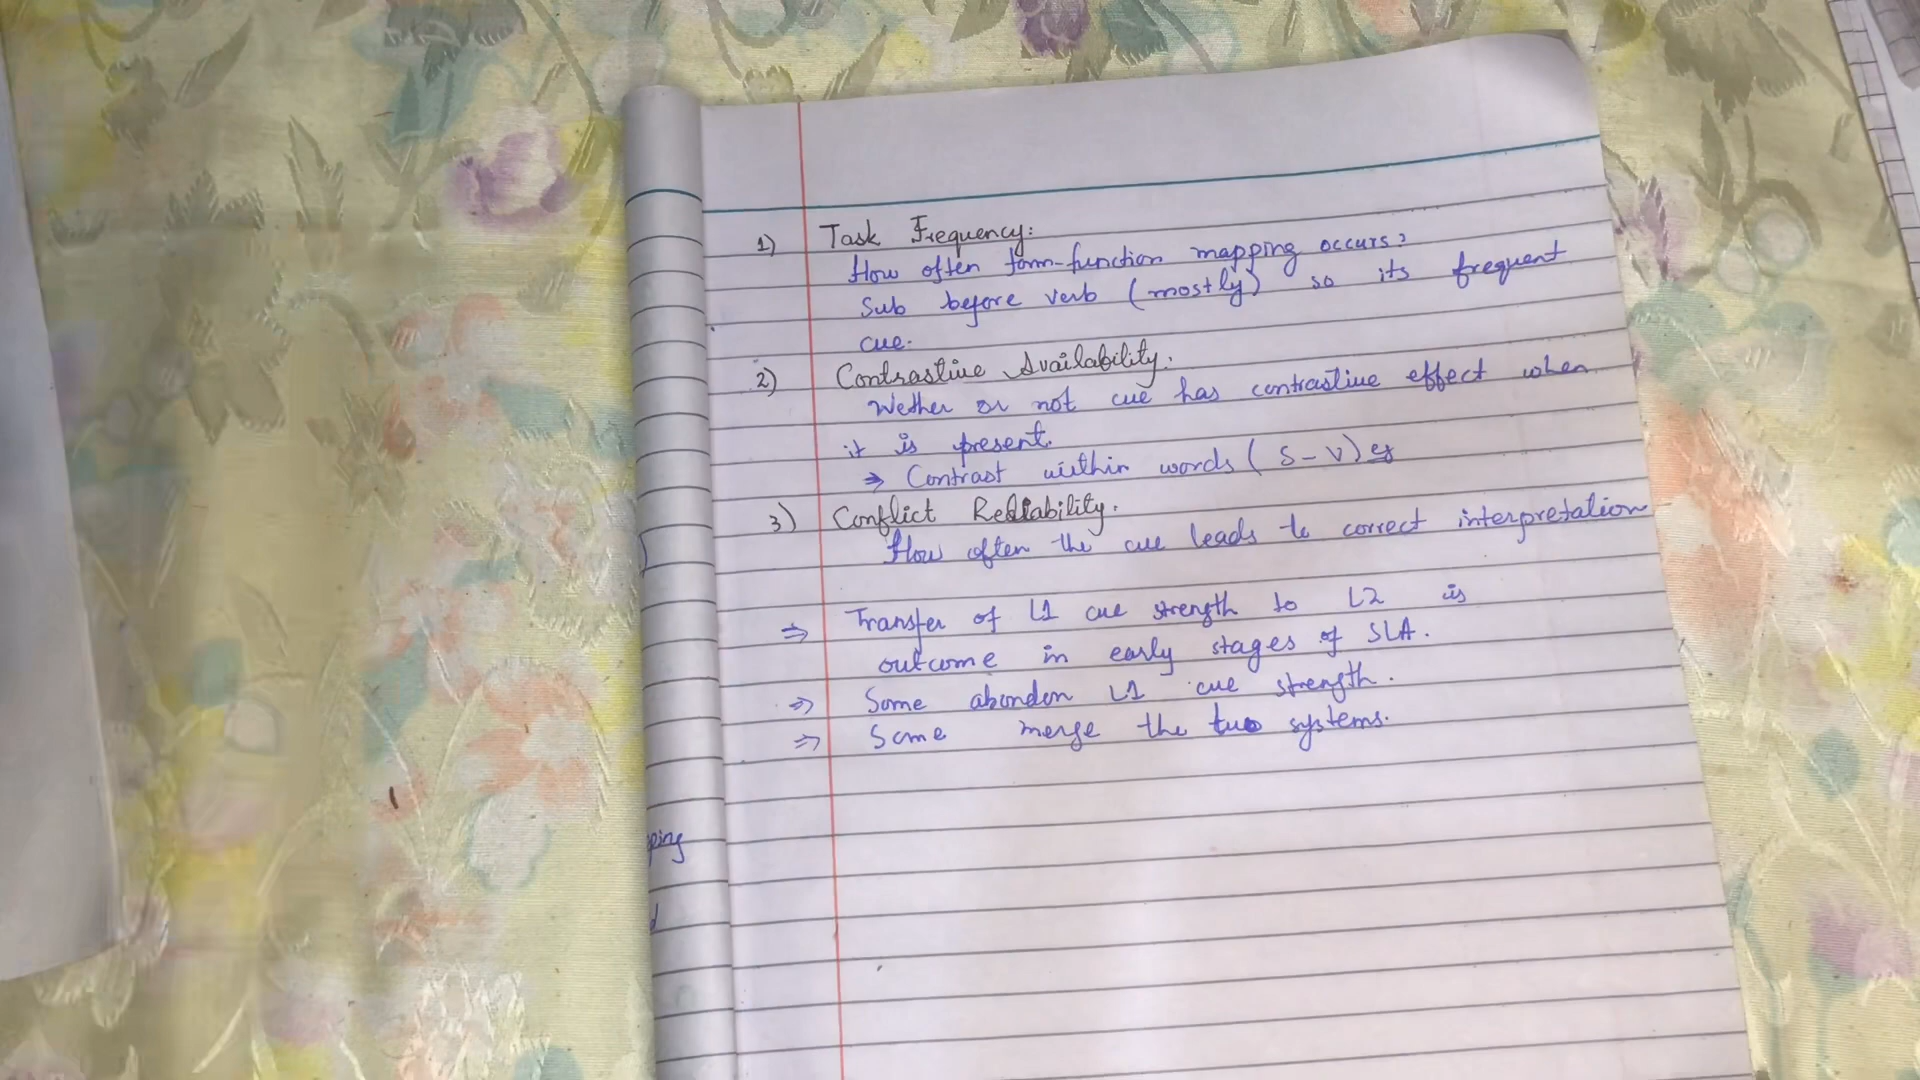 1) Task Frequency:
How often form-function mapping occurs?
Sub before verb (mostly) so its frequent
cue.
2) Contrastive Availability.
Wether or not cue has contrastive effect when
it is present.
⇒ Contrast within words (S-V) eg
3) Conflict Reliability.
How often the cue leads to correct interpretation
⇒ Transfer of L1 cue strength to L2 is
outcome in early stages of SLA.
⇒ Some abondon L1 cue strength.
⇒ Some merge the two systems.